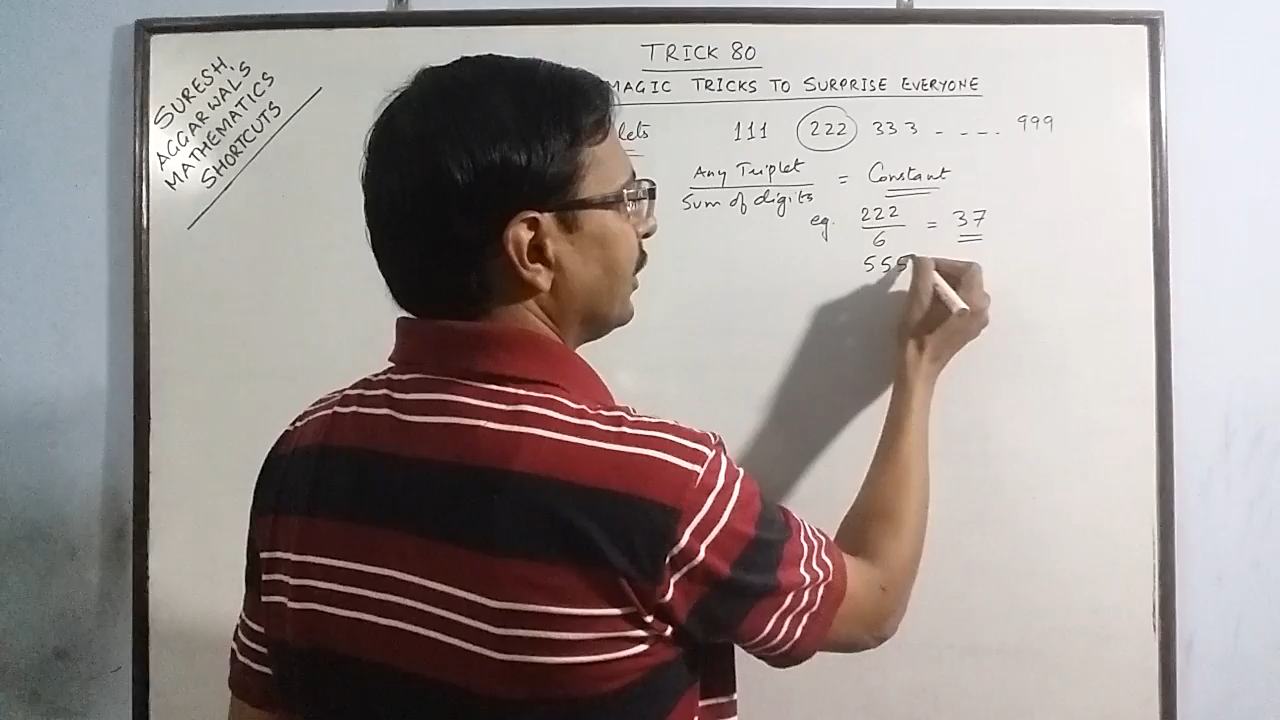 SURESH
AGGARWAL'S
MATHEMATICS
SHORTCUTS
TRICK 80
MAGIC TRICKS TO SURPRISE EVERYONE
lets 111 222 333 - - - - 999
Any Triplet
Sum of digits
= Constant
eg. 222
6
= 37
555